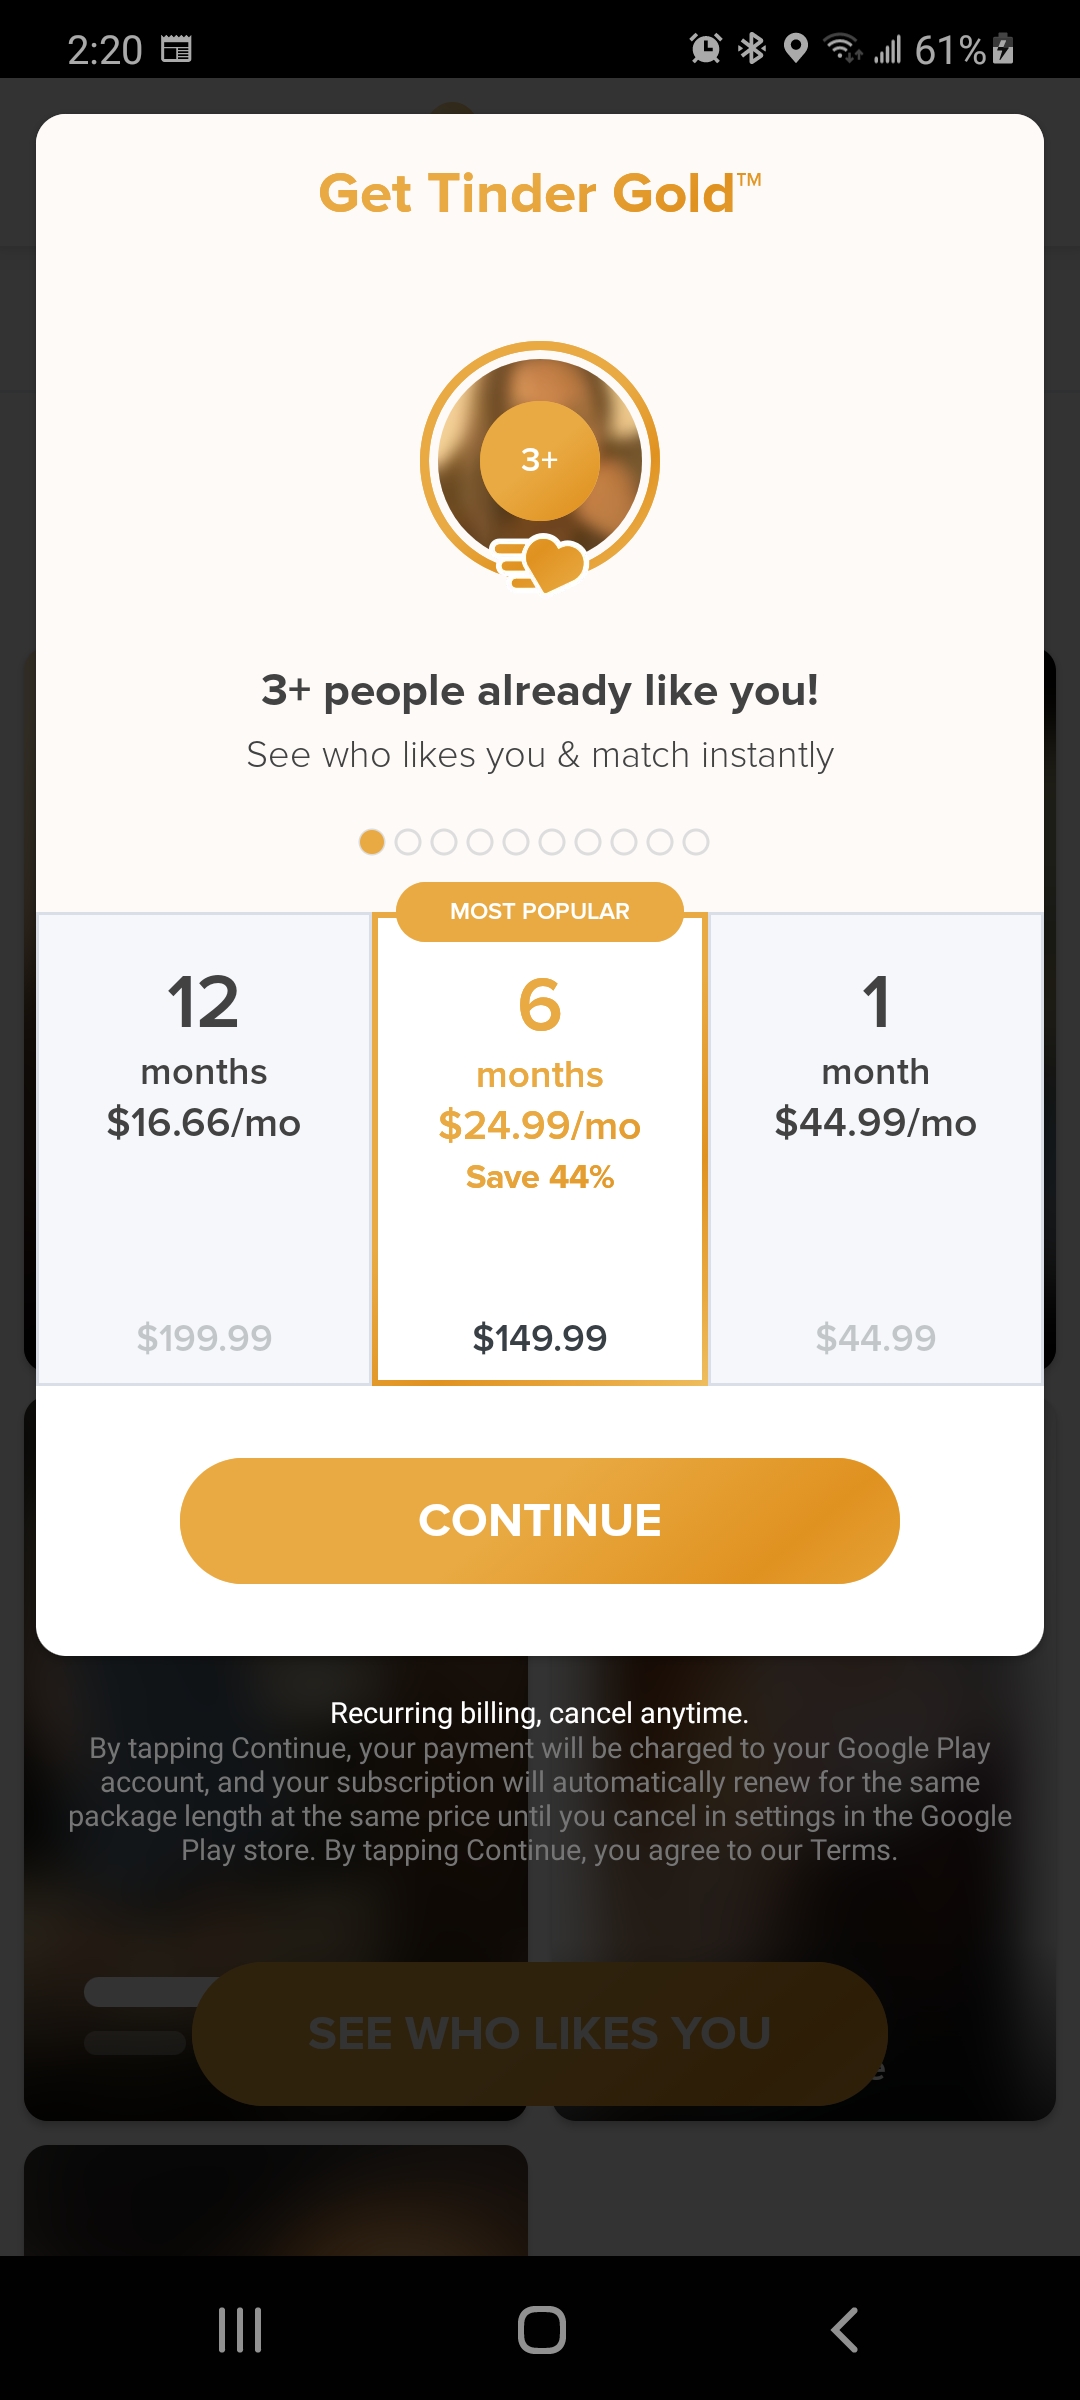 2:20
61%
Get Tinder Gold™
3+
3+ people already like you!
See who likes you & match instantly
MOST POPULAR
12
months
$16.66/mo
$199.99
6
months
$24.99/mo
Save 44%
$149.99
1
month
$44.99/mo
$44.99
CONTINUE
Recurring billing, cancel anytime.
By tapping Continue, your payment will be charged to your Google Play
account, and your subscription will automatically renew for the same
package length at the same price until you cancel in settings in the Google
Play store. By tapping Continue, you agree to our Terms.
SEE WHO LIKES YOU